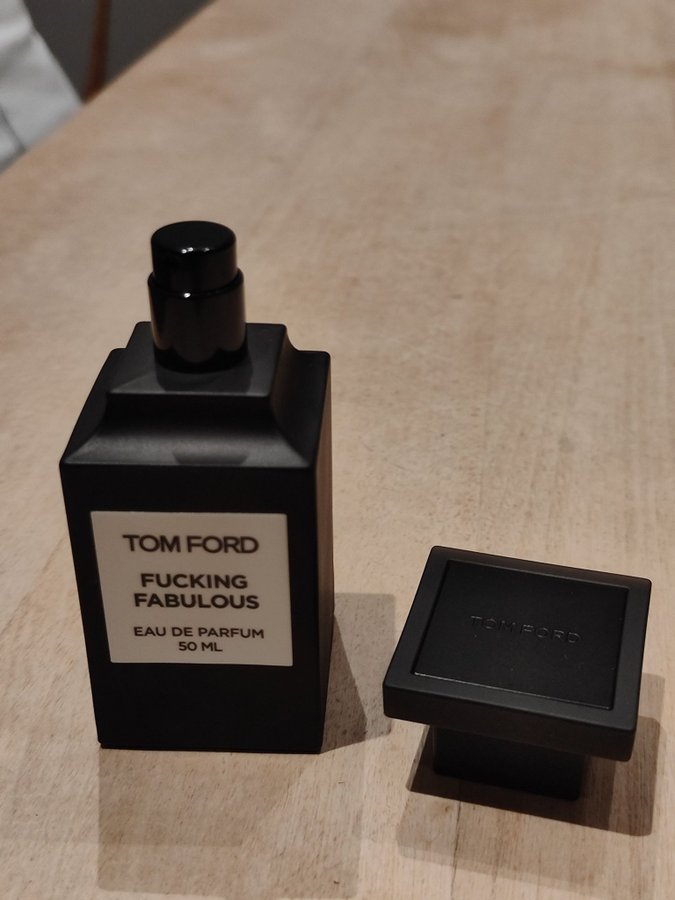 TOM FORD
FUCKING
FABULOUS
EAU DE PARFUM
50 ML
TOM FORD